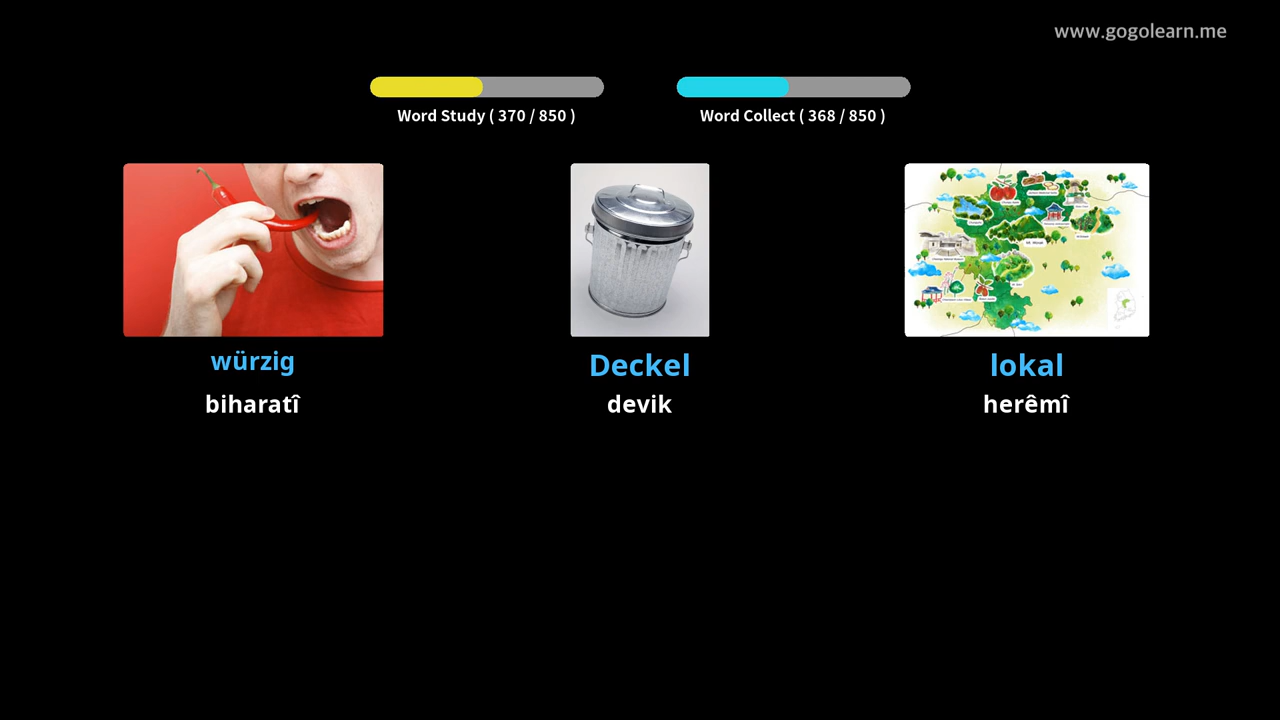 www.gogolearn.me
Word Study ( 370 / 850 )
Word Collect ( 368 / 850 )
würzig
Deckel
lokal
biharatî
devik
herêmî